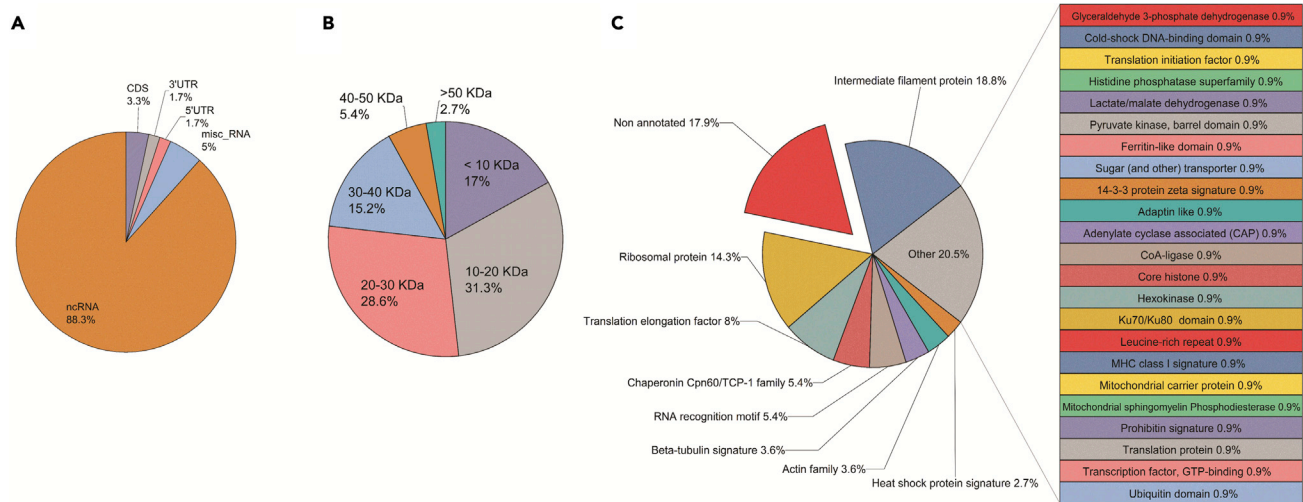 A
CDS
3.3%
3'UTR
1.7%
5'UTR
1.7%
misc_RNA
5%
ncRNA
88.3%
B
40-50 KDa
5.4%
>50 KDa
2.7%
< 10 KDa
17%
30-40 KDa
15.2%
10-20 KDa
31.3%
20-30 KDa
28.6%
C
Intermediate filament protein 18.8%
Non annotated 17.9%
Other 20.5%
Ribosomal protein 14.3%
Translation elongation factor 8%
Chaperonin Cpn60/TCP-1 family 5.4%
RNA recognition motif 5.4%
Beta-tubulin signature 3.6%
Actin family 3.6%
Heat shock protein signature 2.7%
Glyceraldehyde 3-phosphate dehydrogenase 0.9%
Cold-shock DNA-binding domain 0.9%
Translation initiation factor 0.9%
Histidine phosphatase superfamily 0.9%
Lactate/malate dehydrogenase 0.9%
Pyruvate kinase, barrel domain 0.9%
Ferritin-like domain 0.9%
Sugar (and other) transporter 0.9%
14-3-3 protein zeta signature 0.9%
Adaptin like 0.9%
Adenylate cyclase associated (CAP) 0.9%
CoA-ligase 0.9%
Core histone 0.9%
Hexokinase 0.9%
Ku70/Ku80 domain 0.9%
Leucine-rich repeat 0.9%
MHC class I signature 0.9%
Mitochondrial carrier protein 0.9%
Mitochondrial sphingomyelin Phosphodiesterase 0.9%
Prohibitin signature 0.9%
Translation protein 0.9%
Transcription factor, GTP-binding 0.9%
Ubiquitin domain 0.9%